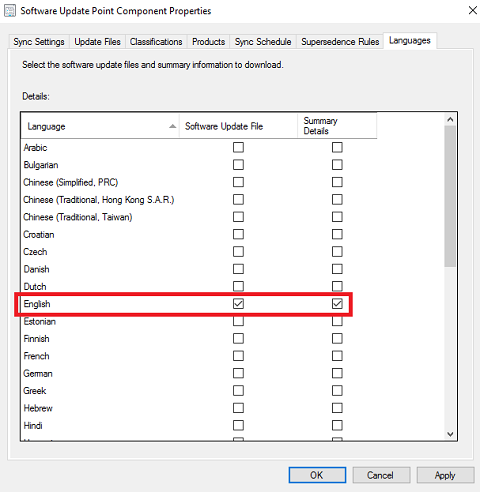 Software Update Point Component Properties
Sync Settings Update Files Classifications Products Sync Schedule Supersedence Rules Languages
Select the software update files and summary information to download.
Details:
Language Software Update File Summary Details
Arabic
Bulgarian
Chinese (Simplified, PRC)
Chinese (Traditional, Hong Kong S.A.R.)
Chinese (Traditional, Taiwan)
Croatian
Czech
Danish
Dutch
English
Estonian
Finnish
French
German
Greek
Hebrew
Hindi
OK Cancel Apply